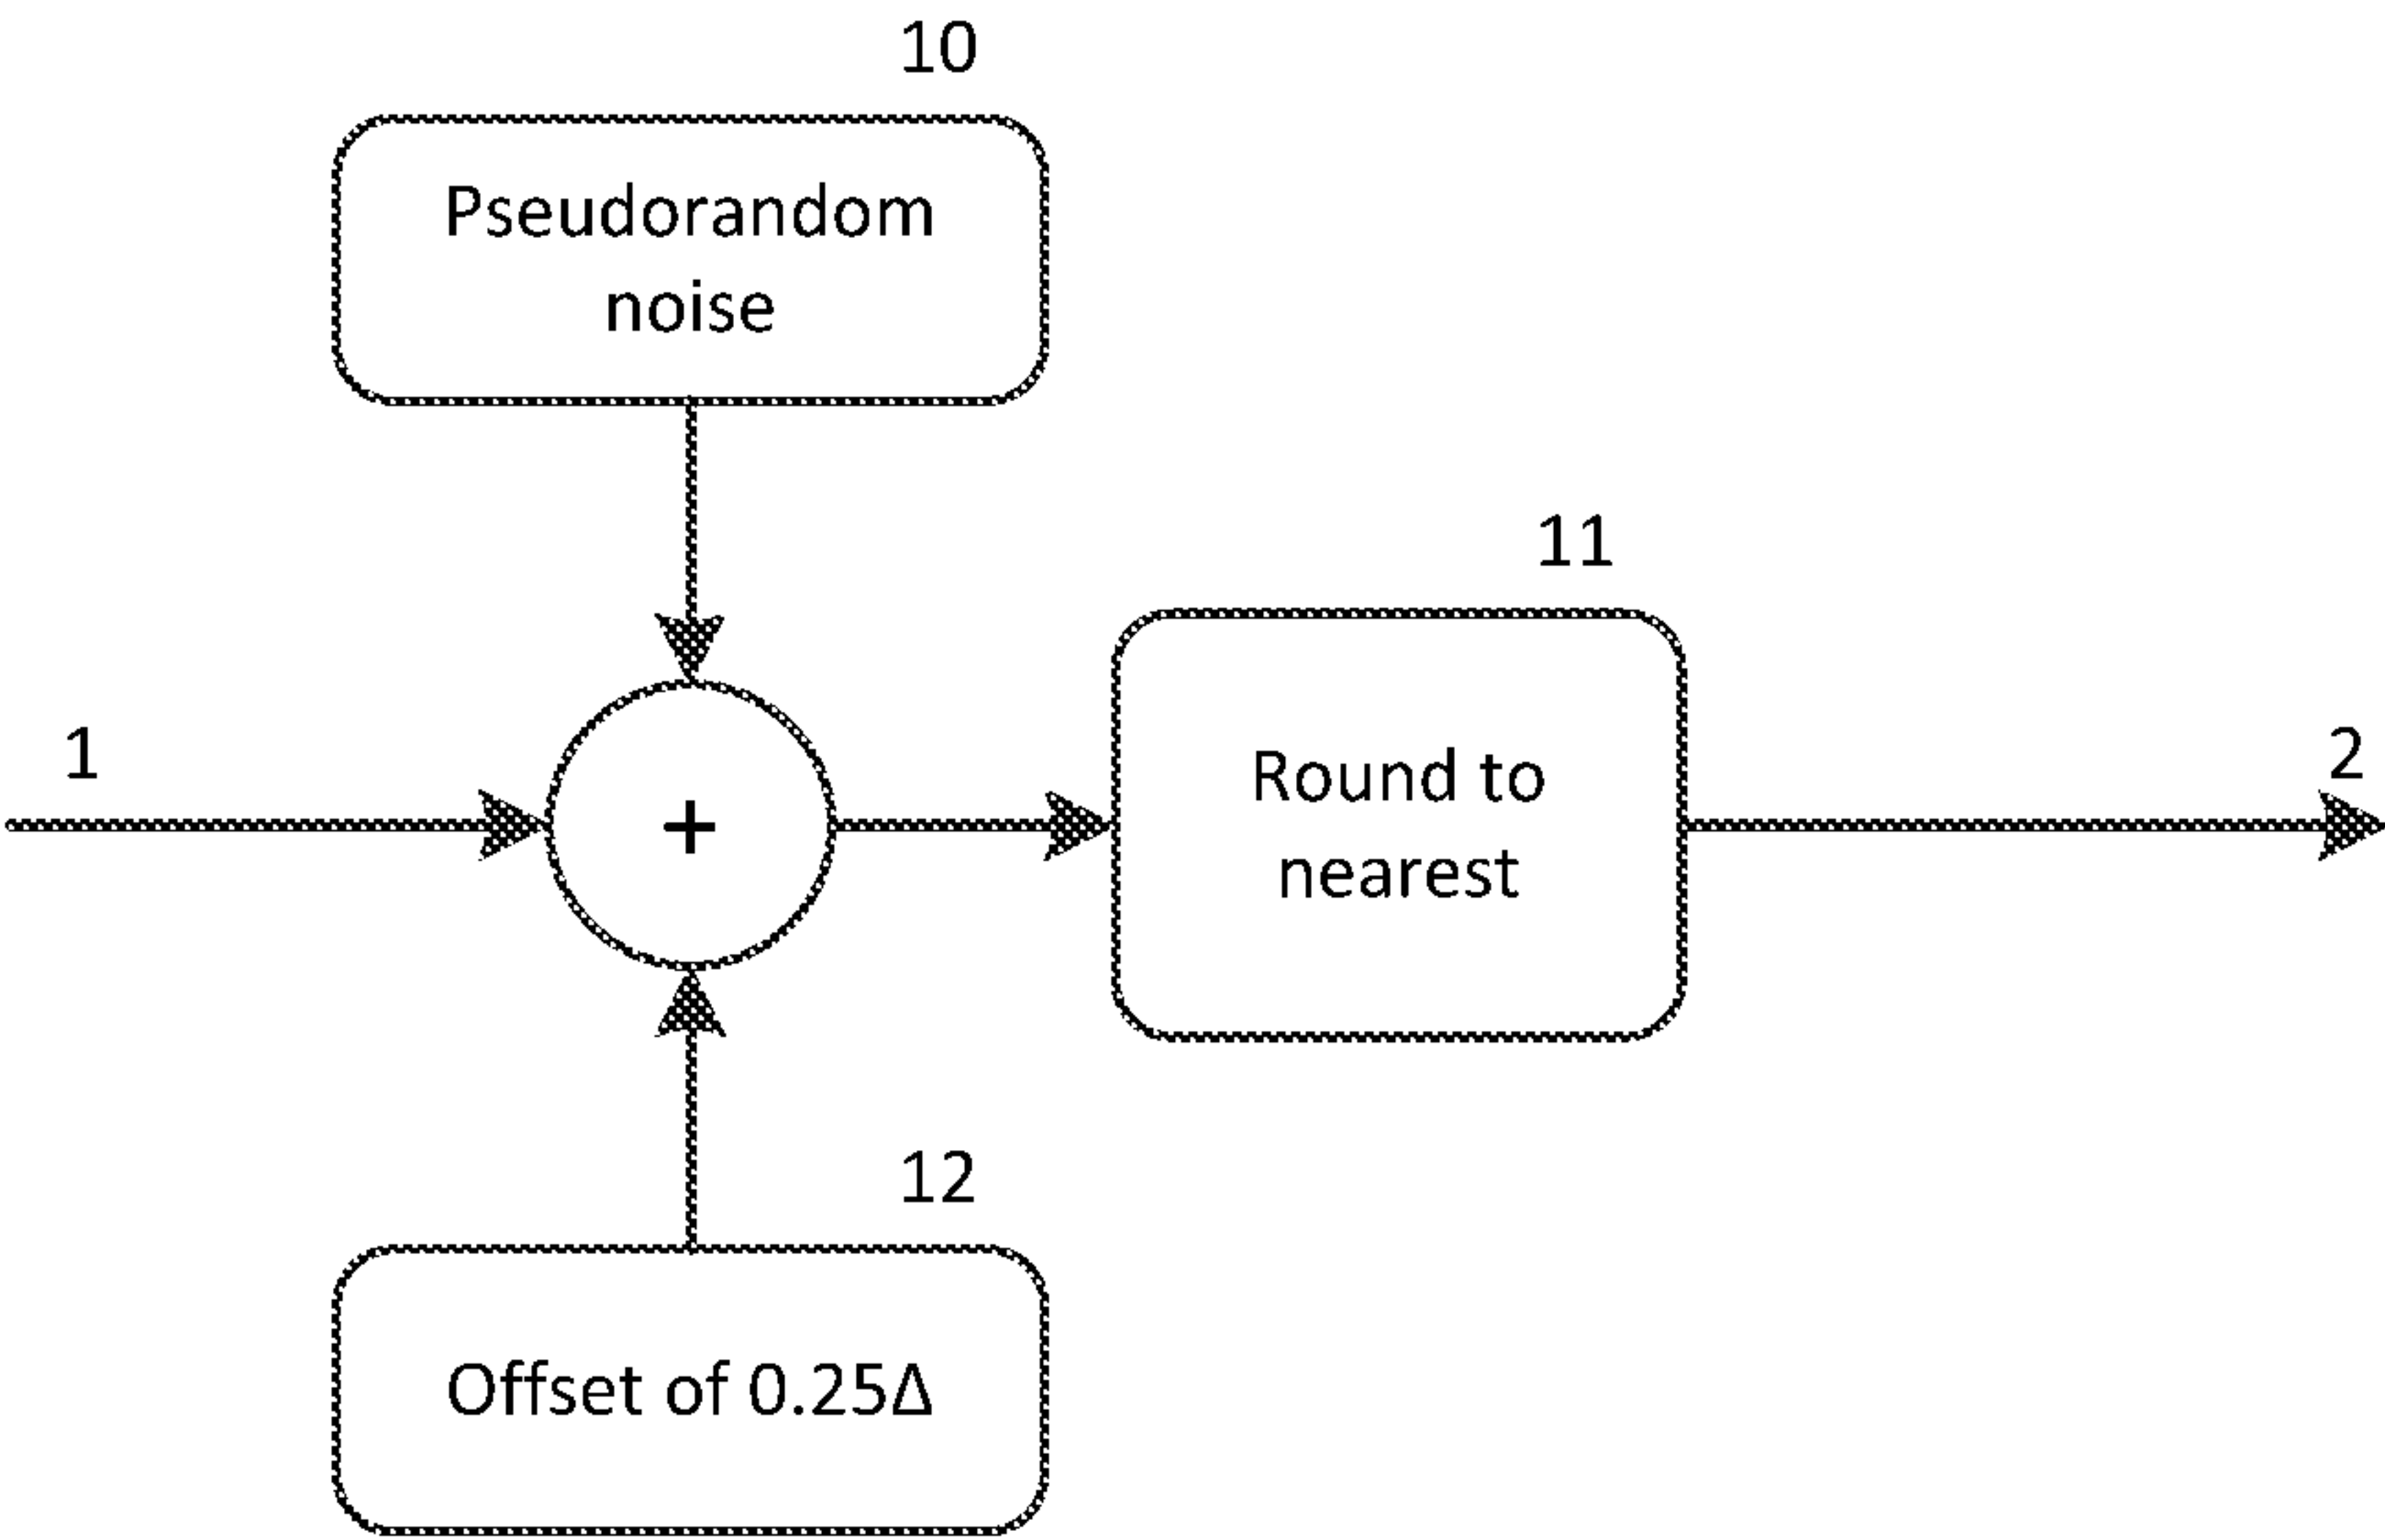 10
Pseudorandom
noise
11
1
+
Round to
nearest
2
12
Offset of 0.25Δ